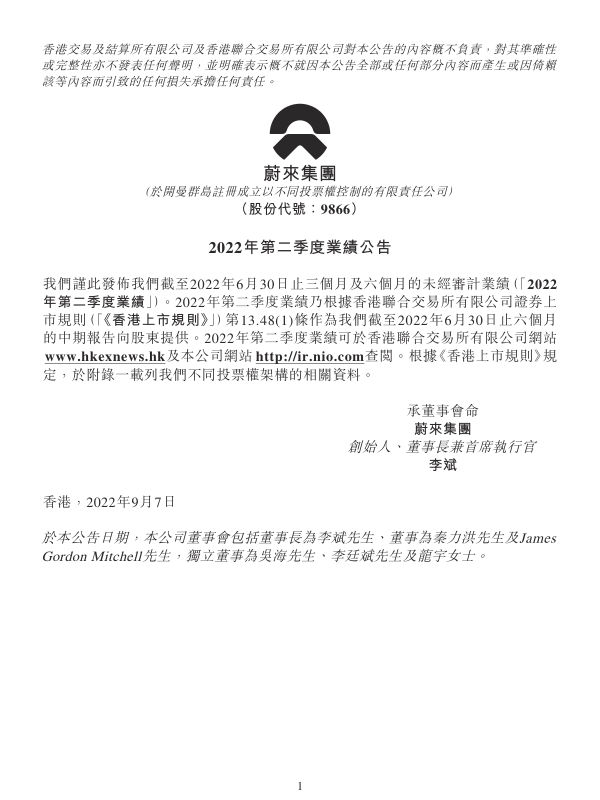 香港交易及結算所有限公司及香港聯合交易所有限公司對本公告的內容概不負責，對其準確性
或完整性亦不發表任何聲明，並明確表示概不就因本公告全部或任何部分內容而產生或因倚賴
該等內容而引致的任何損失承擔任何責任。
蔚來集團
(於開曼群島註冊成立以不同投票權控制的有限責任公司)
（股份代號：9866）
2022年第二季度業績公告
我們謹此發佈我們截至2022年6月30日止三個月及六個月的未經審計業績(「2022
年第二季度業績」)。2022年第二季度業績乃根據香港聯合交易所有限公司證券上
市規則(「《香港上市規則》」)第13.48(1)條作為我們截至2022年6月30日止六個月
的中期報告向股東提供。2022年第二季度業績可於香港聯合交易所有限公司網站
www.hkexnews.hk及本公司網站http://ir.nio.com查閱。根據《香港上市規則》規
定，於附錄一載列我們不同投票權架構的相關資料。
承董事會命
蔚來集團
創始人、董事長兼首席執行官
李斌
香港，2022年9月7日
於本公告日期，本公司董事會包括董事長為李斌先生、董事為秦力洪先生及James
Gordon Mitchell先生，獨立董事為吳海先生、李廷斌先生及龍宇女士。
1